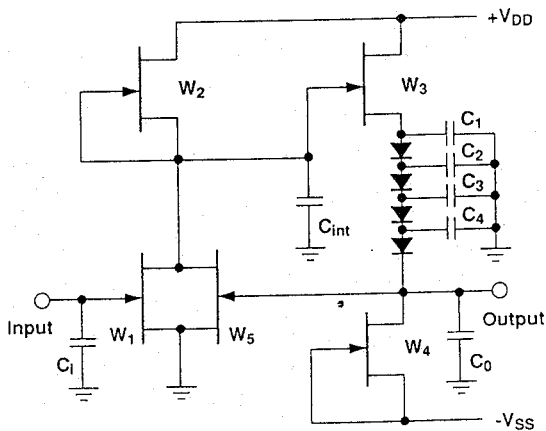 +VDD
W2
W3
C1
C2
C3
C4
Cint
Input
W1
W5
Output
Ci
W4
C0
-VSS